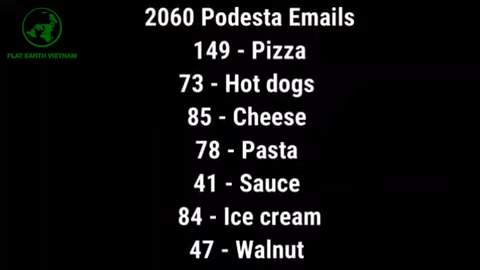 2060 Podesta Emails
149 - Pizza
73 - Hot dogs
85 - Cheese
78 - Pasta
41 - Sauce
84 - Ice cream
47 - Walnut
FLAT EARTH VIETNAM